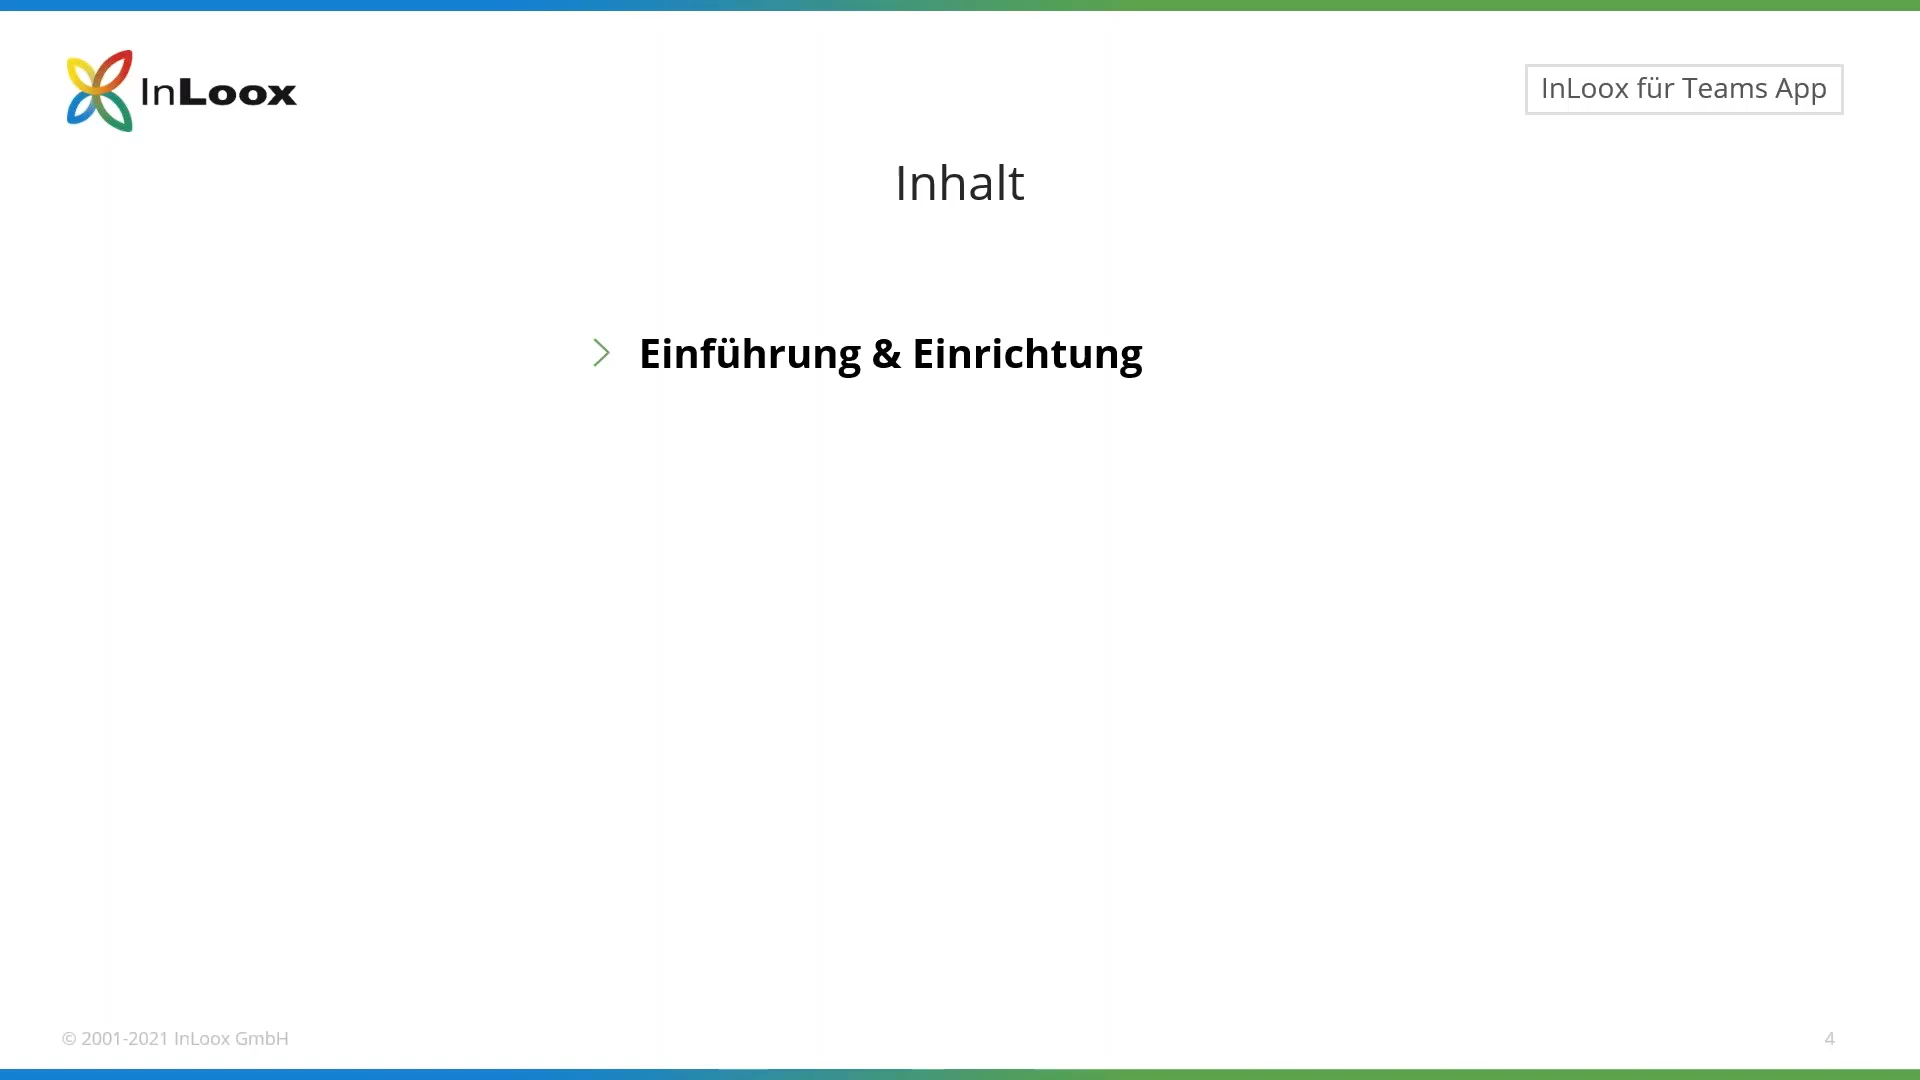 InLoox
InLoox für Teams App
Inhalt
Einführung & Einrichtung
© 2001-2021 InLoox GmbH
4